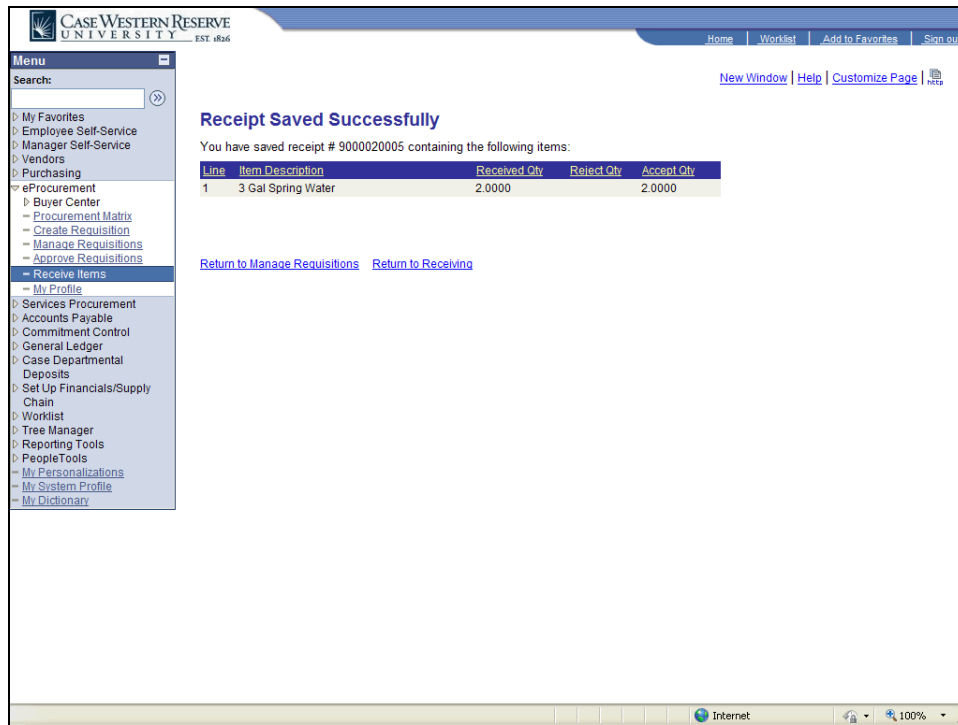 CASE WESTERN RESERVE
UNIVERSITY EST. 1826
Home Worklist Add to Favorites Sign ou
Menu
Search:
New Window | Help | Customize Page | http
My Favorites
Employee Self-Service
Manager Self-Service
Vendors
Purchasing
eProcurement
Buyer Center
Procurement Matrix
Create Requisition
Manage Requisitions
Approve Requisitions
Receive Items
My Profile
Services Procurement
Accounts Payable
Commitment Control
General Ledger
Case Departmental
Deposits
Set Up Financials/Supply
Chain
Worklist
Tree Manager
Reporting Tools
PeopleTools
My Personalizations
My System Profile
My Dictionary
Receipt Saved Successfully
You have saved receipt # 9000020005 containing the following items:
Line Item Description Received Qty Reject Qty Accept Qty
1 3 Gal Spring Water 2.0000 2.0000
Return to Manage Requisitions Return to Receiving
Internet 100%